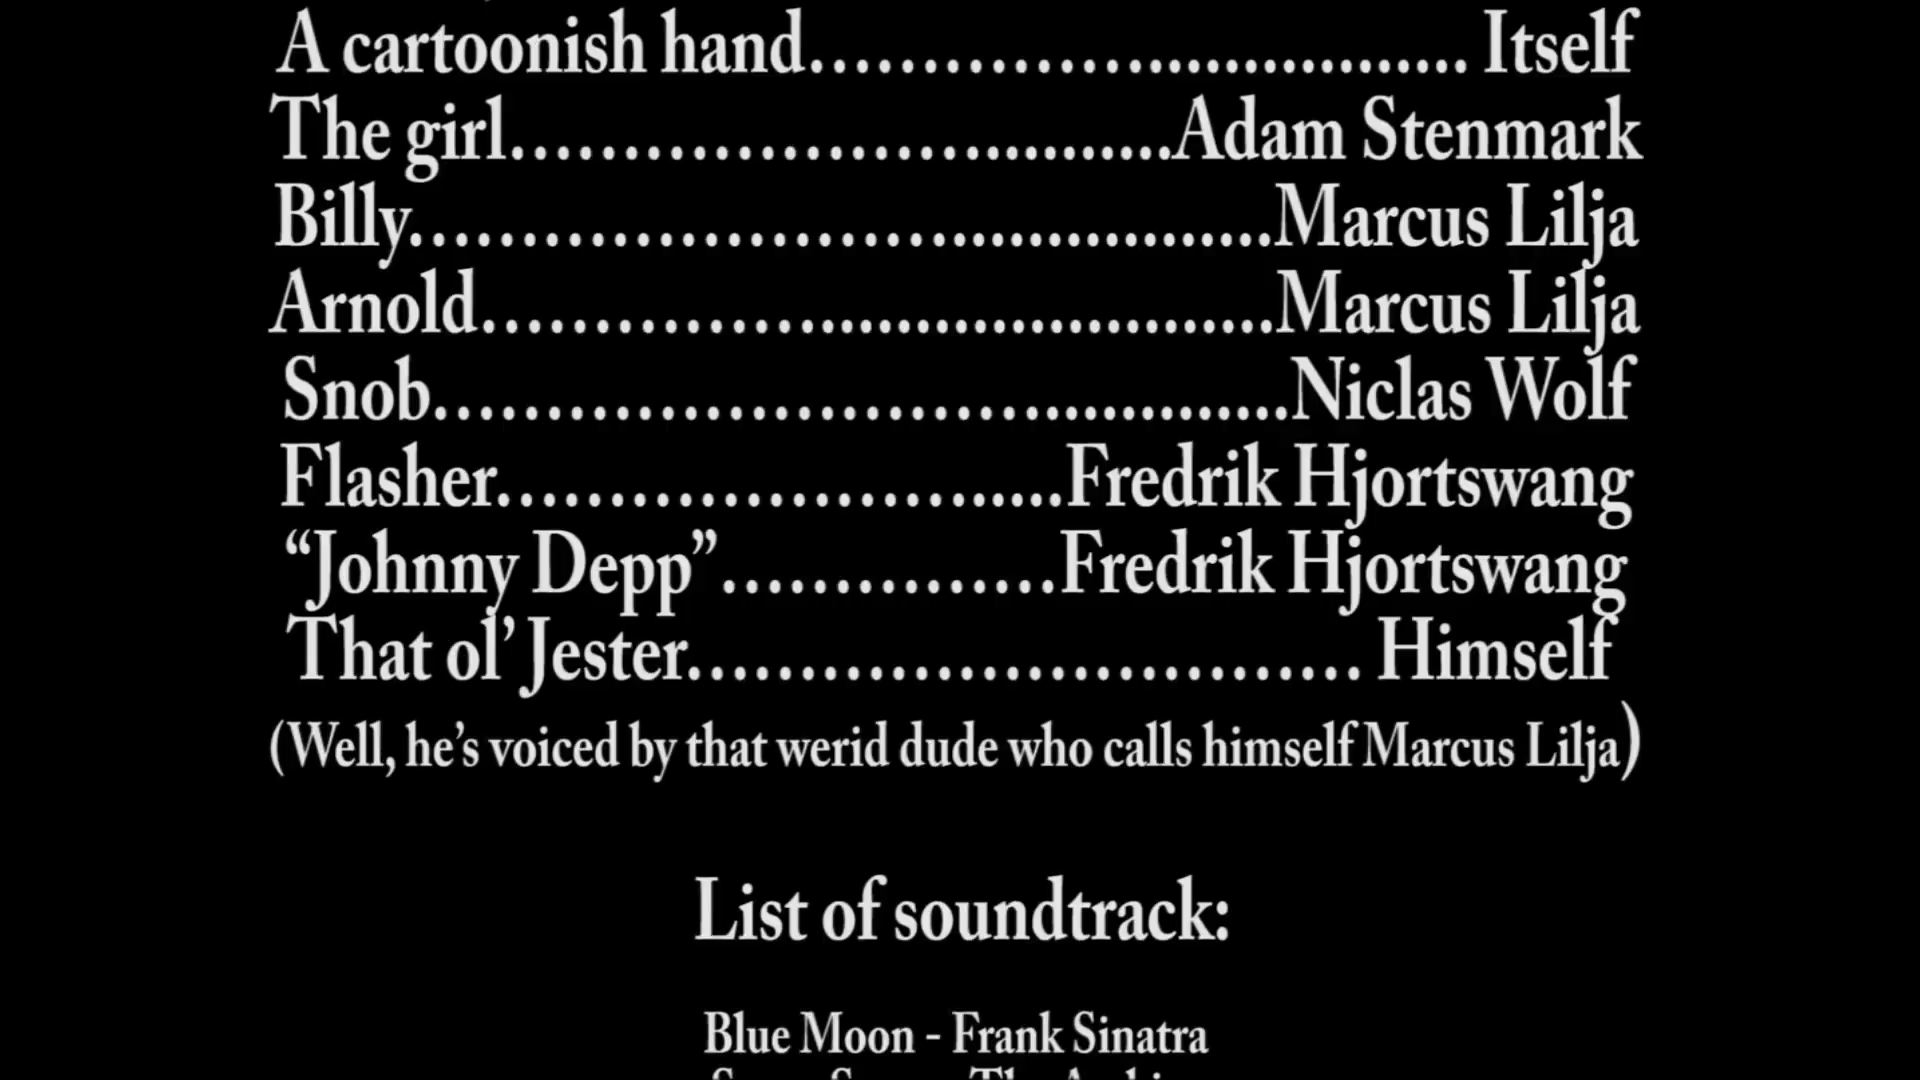 A cartoonish hand................................ Itself
The girl..............................Adam Stenmark
Billy......................................Marcus Lilja
Arnold...................................Marcus Lilja
Snob......................................Niclas Wolf
Flasher.........................Fredrik Hjortswang
“Johnny Depp”...............Fredrik Hjortswang
That ol’ Jester.............................. Himself
(Well, he’s voiced by that werid dude who calls himself Marcus Lilja)
List of soundtrack:
Blue Moon - Frank Sinatra